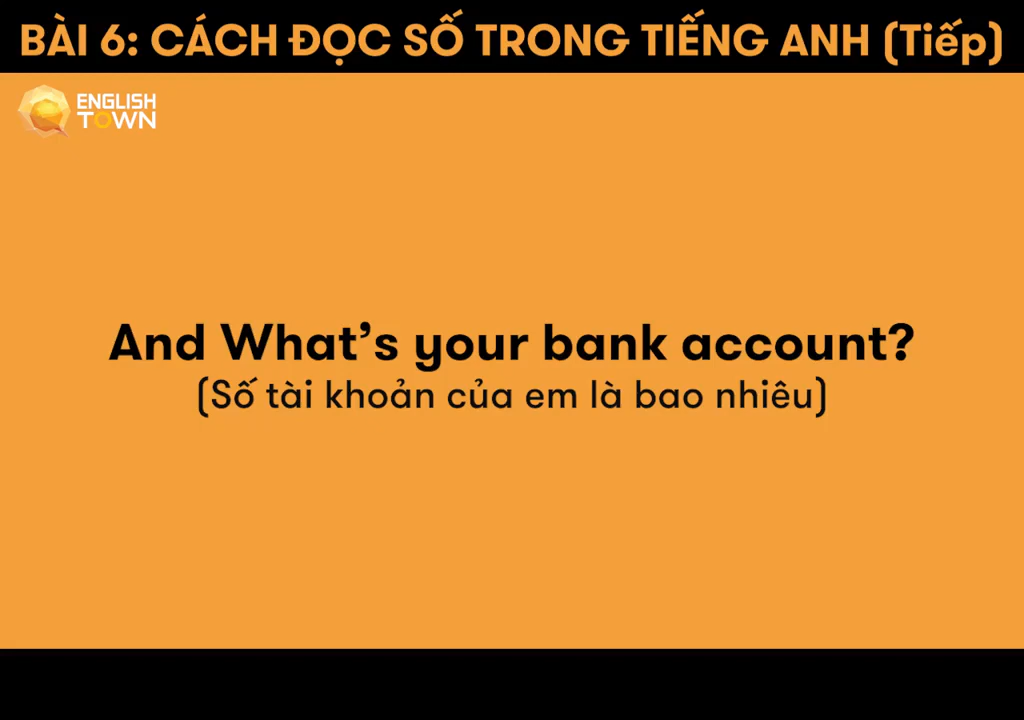 BÀI 6: CÁCH ĐỌC SỐ TRONG TIẾNG ANH (Tiếp)
ENGLISH
TOWN
And What's your bank account?
(Số tài khoản của em là bao nhiêu)